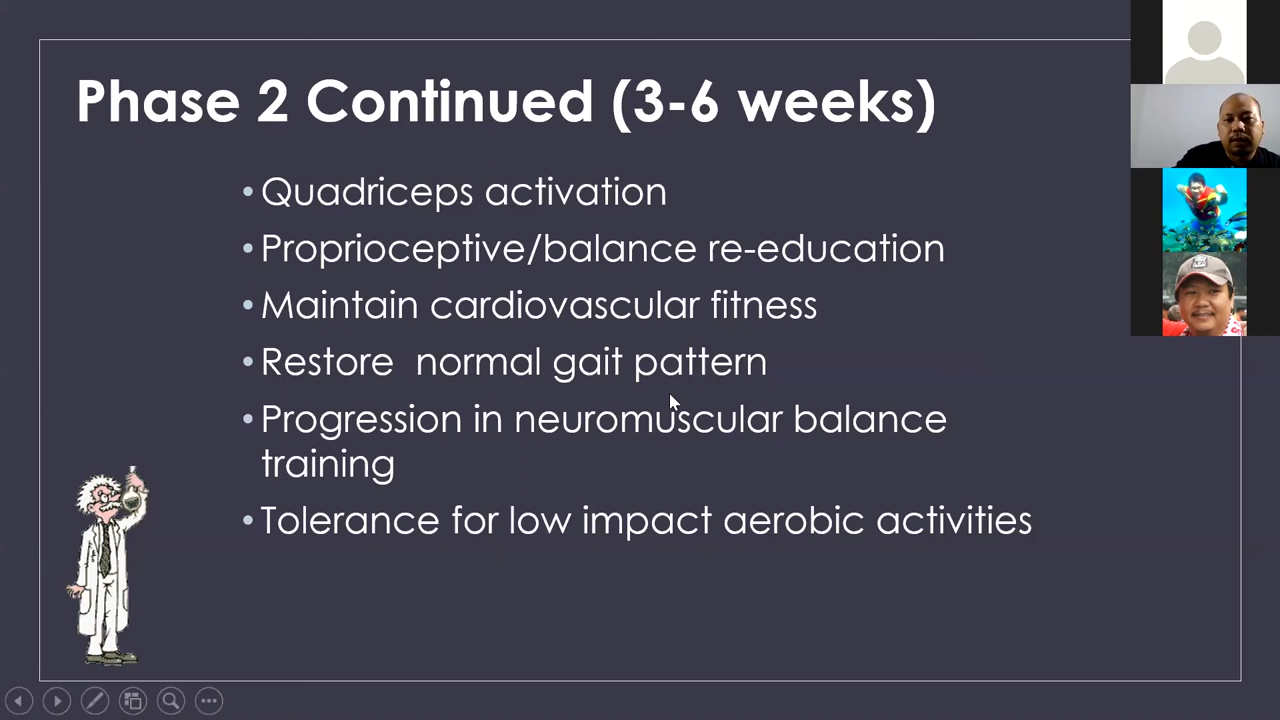 Phase 2 Continued (3-6 weeks)
• Quadriceps activation
• Proprioceptive/balance re-education
• Maintain cardiovascular fitness
• Restore  normal gait pattern
• Progression in neuromuscular balance
training
• Tolerance for low impact aerobic activities